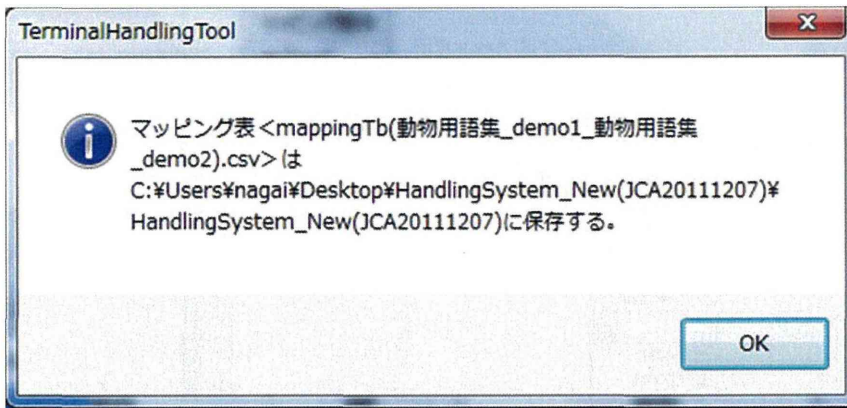 TerminalHandlingTool
マッピング表<mappingTb(動物用語集_demo1_動物用語集
_demo2).csv>は
C:¥Users¥nagai¥Desktop¥HandlingSystem_New(JCA20111207)¥
HandlingSystem_New(JCA20111207)に保存する。
OK